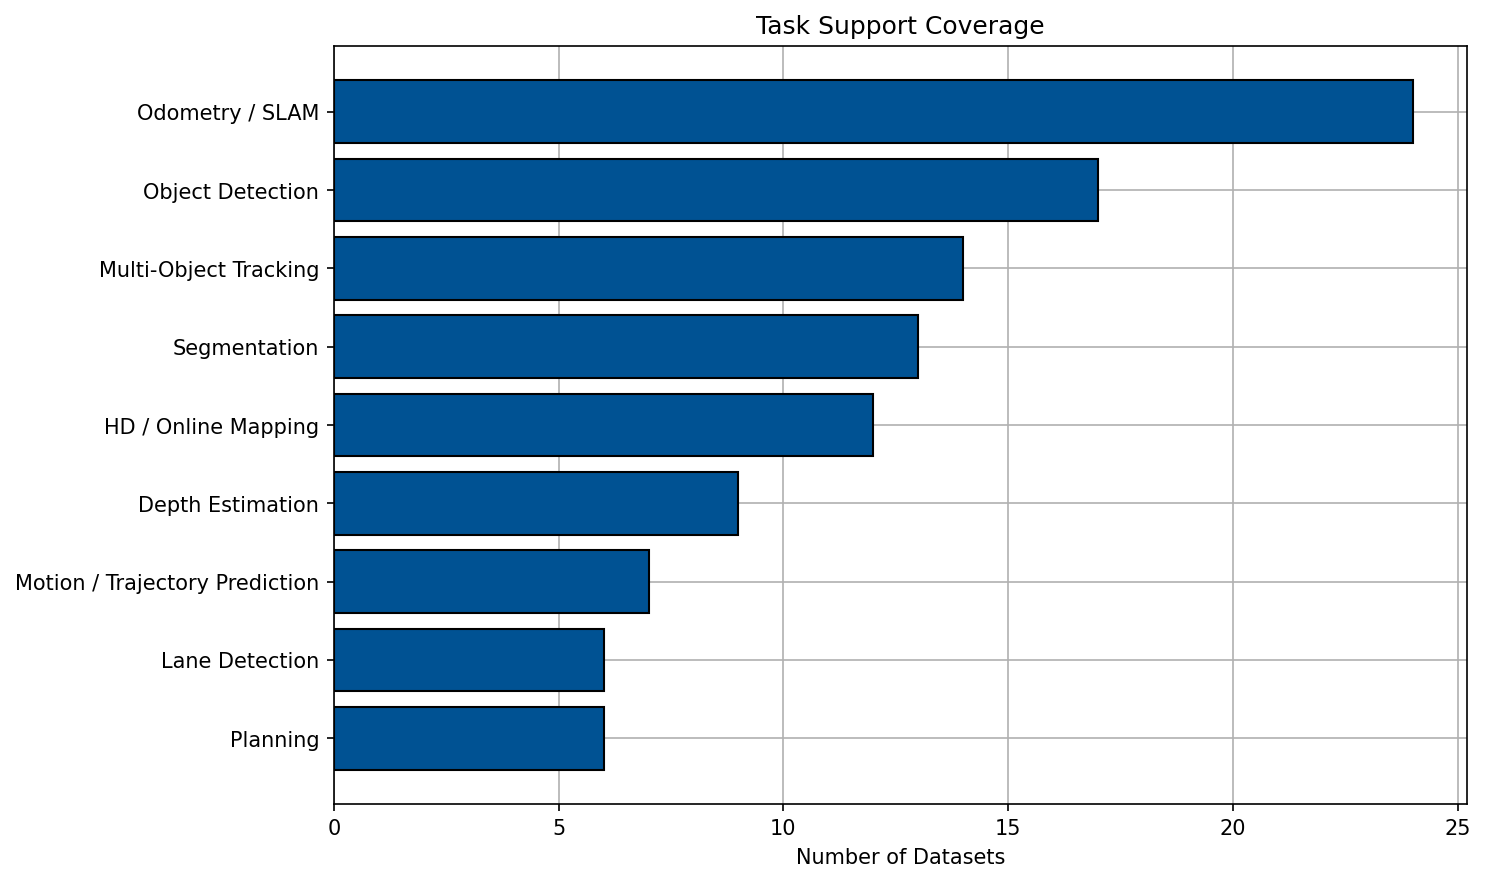 Task Support Coverage
Odometry / SLAM
Object Detection
Multi-Object Tracking
Segmentation
HD / Online Mapping
Depth Estimation
Motion / Trajectory Prediction
Lane Detection
Planning
0 5 10 15 20 25
Number of Datasets